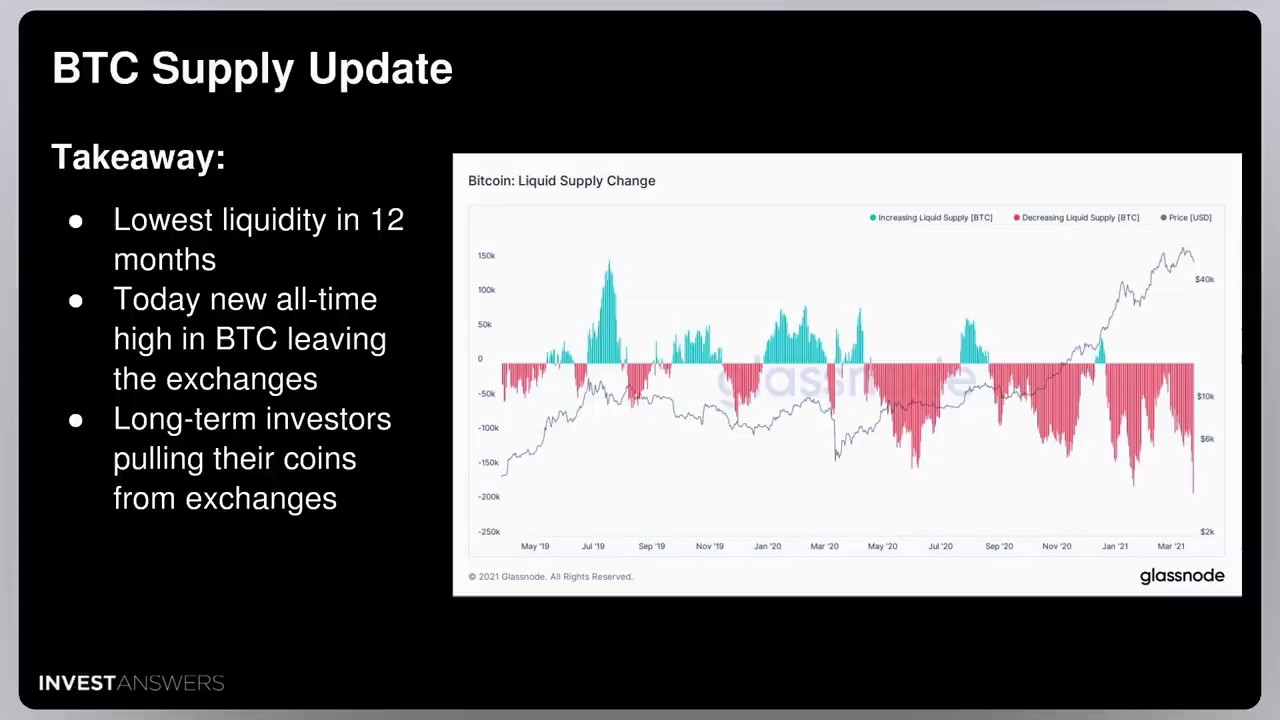 BTC Supply Update
Takeaway:
● Lowest liquidity in 12
months
● Today new all-time
high in BTC leaving
the exchanges
● Long-term investors
pulling their coins
from exchanges
Bitcoin: Liquid Supply Change
Increasing Liquid Supply [BTC] Decreasing Liquid Supply [BTC] Price [USD]
150k
100k
50k
0
-50k
-100k
-150k
-200k
-250k
$40k
$10k
$6k
$2k
glassnode
May '19 Jul '19 Sep '19 Nov '19 Jan '20 Mar '20 May '20 Jul '20 Sep '20 Nov '20 Jan '21 Mar '21
© 2021 Glassnode. All Rights Reserved.
glassnode
INVESTANSWERS